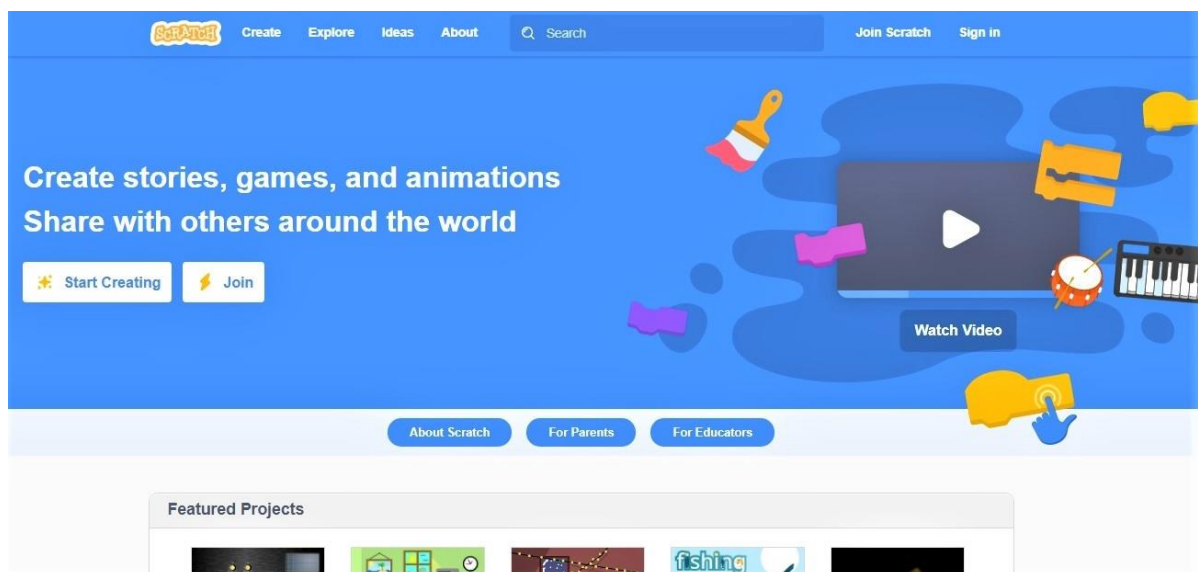 SCRATCH Create Explore Ideas About Search Join Scratch Sign in
Create stories, games, and animations
Share with others around the world
Start Creating Join
Watch Video
About Scratch For Parents For Educators
Featured Projects
fishing